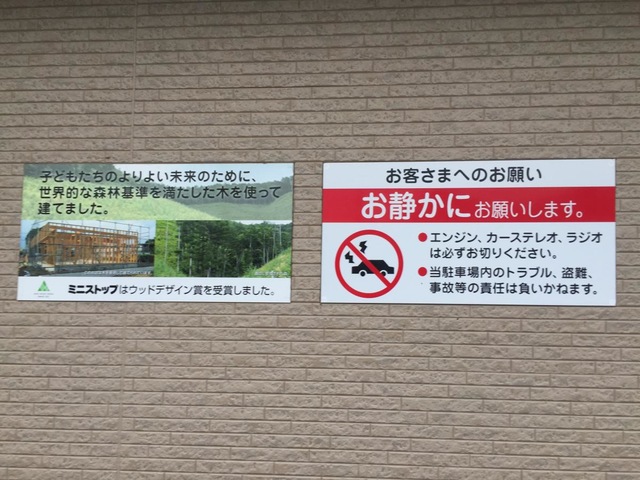 子どもたちのよりよい未来のために、
世界的な森林基準を満たした木を使って
建てました。
ミニストップはウッドデザイン賞を受賞しました。
お客さまへのお願い
お静かにお願いします。
●エンジン、カーステレオ、ラジオ
は必ずお切りください。
●当駐車場内のトラブル、盗難、
事故等の責任は負いかねます。